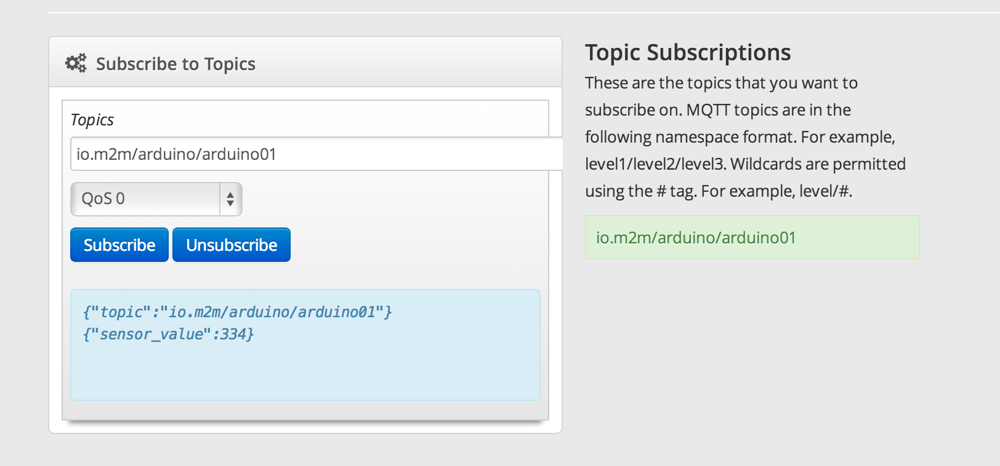 Subscribe to Topics
Topics
io.m2m/arduino/arduino01
QoS 0
Subscribe
Unsubscribe
{"topic":"io.m2m/arduino/arduino01"}
{"sensor_value":334}
Topic Subscriptions
These are the topics that you want to
subscribe on. MQTT topics are in the
following namespace format. For example,
level1/level2/level3. Wildcards are permitted
using the # tag. For example, level/#.
io.m2m/arduino/arduino01